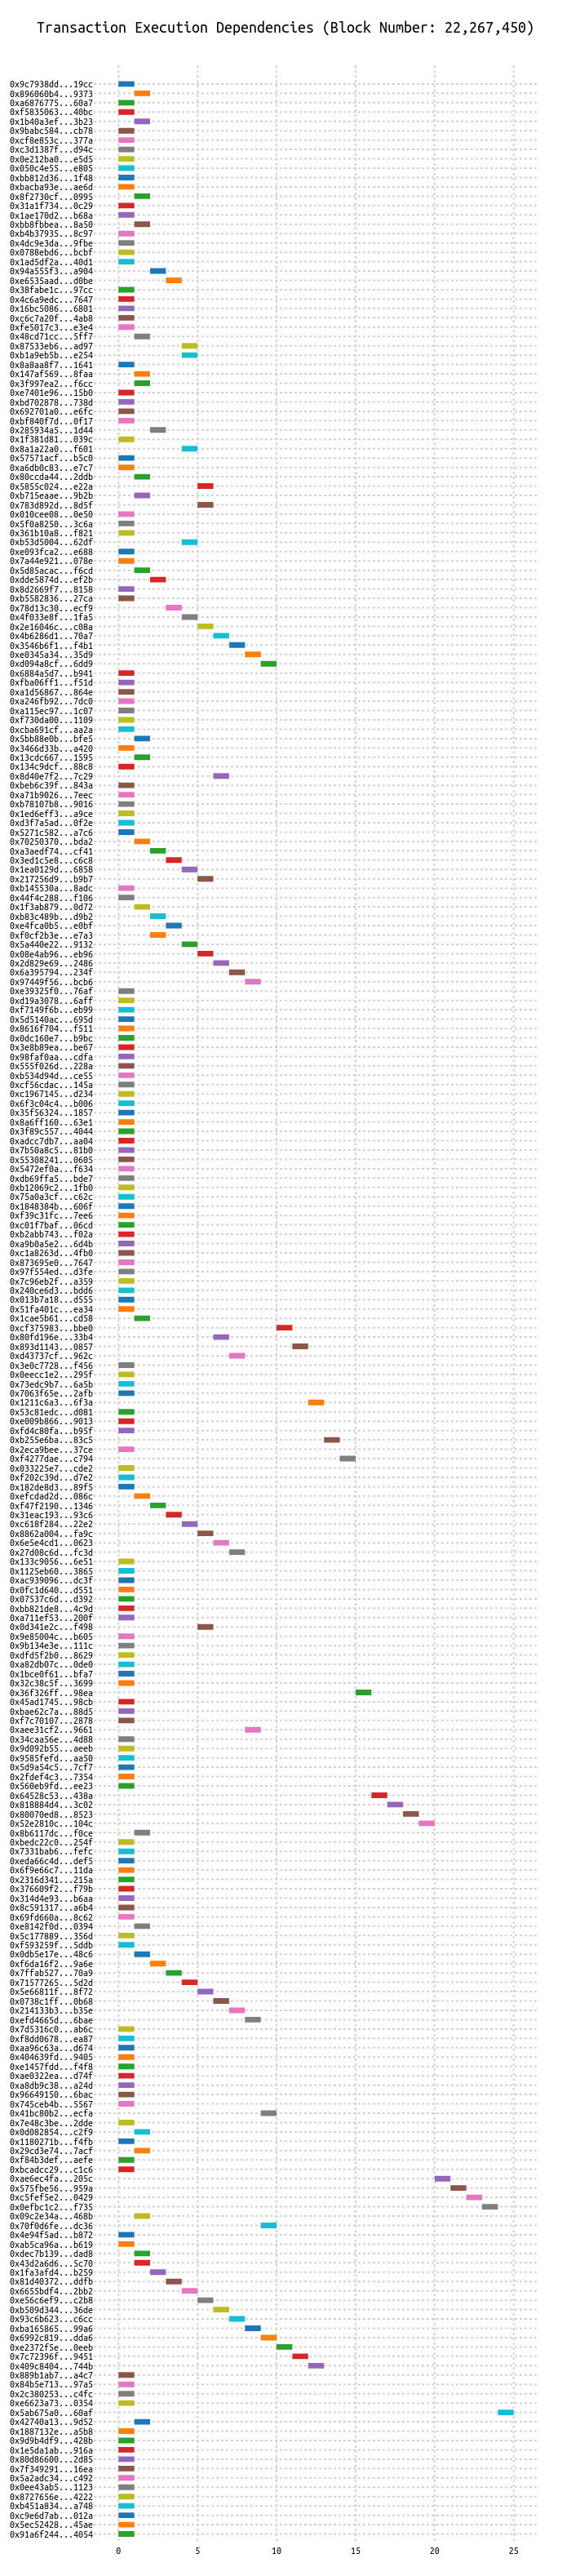 Transaction Execution Dependencies (Block Number: 22,267,450)
0x9c7938dd...19cc
0x896060b4...9373
0xa6876775...60a7
0xf5835063...40bc
0x1b40a3ef...3b23
0x9babc584...cb78
0xcf8e853c...377a
0xc3d1387f...d94c
0x0e212ba0...e5d5
0x050c4e55...e805
0xbb812d36...1f48
0xbacba93e...ae6d
0x8f2730cf...0995
0x31a1f734...0c29
0x1ae170d2...b68a
0xbb8fbbea...8a50
0xb4b37935...8c97
0x4dc9e3da...9fbe
0x0788ebd6...bcbf
0x1ad5df2a...40d1
0x94a555f3...a904
0xe6535aad...d0be
0x38fabe1c...97cc
0x4c6a9edc...7647
0x16bc5086...6801
0xc6c7a20f...4ab8
0xfe5017c3...e3e4
0x48cd71cc...5ff7
0x87533eb6...ad97
0xb1a9eb5b...e254
0x8a8aa8f7...1641
0x147af569...8faa
0x3f997ea2...f6cc
0xe7401e96...15b0
0xbd702878...738d
0x692701a0...e6fc
0xbf840f7d...0f17
0x285934a5...1d44
0x1f381d81...039c
0x8a1a22a0...f601
0x57571acf...b5c0
0xa6db0c83...e7c7
0x80ccda44...2ddb
0x5855c024...e22a
0xb715eaae...9b2b
0x783d892d...8d5f
0x010cee08...0e50
0x5f0a8250...3c6a
0x361b10a8...f821
0xb53d5004...62df
0xe093fca2...e688
0x7a44e921...078e
0x5d85acac...f6cd
0xdde5874d...ef2b
0x8d2669f7...8158
0xb5582836...27ca
0x78d13c30...ecf9
0x4f033e8f...1fa5
0x2e16046c...c08a
0x4b6286d1...70a7
0x3546b6f1...f4b1
0xe0345a34...35d9
0xd094a8cf...6dd9
0x6884a5d7...b941
0xfba06ff1...f51d
0xa1d56867...864e
0xa246fb92...7dc0
0xa115ec97...1c07
0xf730da00...1109
0xcba691cf...aa2a
0x5bb88e0b...bfe5
0x3466d33b...a420
0x13cdc667...1595
0x134c9dcf...88c8
0x8d40e7f2...7c29
0xbeb6c39f...843a
0xa71b9026...7eec
0xb78107b8...9016
0x1ed6eff3...a9ce
0xd3f7a5ad...0f2e
0x5271c582...a7c6
0x70250370...bda2
0xa3aedf74...cf41
0x3ed1c5e8...c6c8
0x1ea0129d...6858
0x217256d9...b9b7
0xb145530a...8adc
0x44f4c288...f106
0x1f3ab879...0d72
0xb83c489b...d9b2
0xe4fca0b5...e0bf
0xf0cf2b3e...e7a3
0x5a440e22...9132
0x08e4ab96...eb96
0x2d829e69...2486
0x6a395794...234f
0x97449f56...bcb6
0xe39325f0...76af
0xd19a3078...6aff
0xf7149f6b...eb99
0x5d5140ac...695d
0x8616f704...f511
0x0dc160e7...b9bc
0x3e8b89ea...be67
0x98faf0aa...cdfa
0x555f026d...228a
0xb534d94d...ce55
0xcf56cdac...145a
0xc1967145...d234
0x6f3c04c4...b006
0x35f56324...1857
0x8a6ff160...63e1
0x3f89c557...4044
0xadcc7db7...aa04
0x7b50a8c5...81b0
0x55308241...0605
0x5472ef0a...f634
0xdb69ffa5...bde7
0xb12069c2...1fb0
0x75a0a3cf...c62c
0x1848384b...606f
0xf39c31fc...7ee6
0xc01f7baf...06cd
0xb2abb743...f02a
0xa9b0a5e2...6d4b
0xc1a8263d...4fb0
0x873695e0...7647
0x97f554ed...d3fe
0x7c96eb2f...a359
0x240ce6d3...bdd6
0x013b7a18...d555
0x51fa401c...ea34
0x1cae5b61...cd58
0xcf375983...bbe0
0x80fd196e...33b4
0x893d1143...0857
0xd43737cf...962c
0x3e0c7728...f456
0x0eecc1e2...295f
0x73edc9b7...6a5b
0x7063f65e...2afb
0x1211c6a3...6f3a
0x53c81edc...d081
0xe009b866...9013
0xfd4c80fa...b95f
0xb255e6ba...83c5
0x2eca9bee...37ce
0xf4277dae...c794
0x033225e7...cde2
0xf202c39d...d7e2
0x182de8d3...89f5
0xefcdad2d...086c
0xf47f2190...1346
0x31eac193...93c6
0xc618f284...22e2
0x8862a004...fa9c
0x6e5e4cd1...0623
0x27d08c6d...fc3d
0x133c9056...6e51
0x1125eb60...3865
0xac939096...dc3f
0x0fc1d640...d551
0x07537c6d...d392
0xbb821de8...4c9d
0xa711ef53...200f
0x0d341e2c...f498
0x9e85004c...b605
0x9b134e3e...111c
0xdfd5f2b0...8629
0xa82db07c...0de0
0x1bce0f61...bfa7
0x32c38c5f...3699
0x36f326ff...98ea
0x45ad1745...98cb
0xbae62c7a...88d5
0xf7c70107...2878
0xaee31cf2...9661
0x34caa56e...4d88
0x9d092b55...aeeb
0x9585fefd...aa50
0x5d9a54c5...7cf7
0x2fdef4c3...7354
0x560eb9fd...ee23
0x64528c53...438a
0x818884d4...3c02
0x80070ed8...8523
0x52e2810c...104c
0x8b6117dc...f0ce
0xbedc22c0...254f
0x7331bab6...fefc
0xeda66c4d...def5
0x6f9e66c7...11da
0x2316d341...215a
0x376609f2...f79b
0x314d4e93...b6aa
0x8c591317...a6b4
0x69fd660a...8c62
0xe8142f0d...0394
0x5c177889...356d
0xf593259f...5ddb
0x0db5e17e...48c6
0xf6da16f2...9a6e
0x7ffab527...70a9
0x71577265...5d2d
0x5e66811f...8f72
0x0738c1ff...0b68
0x214133b3...b35e
0xefd4665d...6bae
0x7d5316c0...ab6c
0xf8dd0678...ea87
0xaa96c63a...d674
0x404639fd...9405
0xe1457fdd...f4f8
0xae0322ea...d74f
0xa8db9c38...a24d
0x96649150...6bac
0x745ceb4b...5567
0x41bc80b2...ecfa
0x7e48c3be...2dde
0x0d082854...c2f9
0x1180271b...f4fb
0x29cd3e74...7acf
0xf84b3def...aefe
0xbcadcc29...c1c6
0xae6ec4fa...205c
0x575fbe56...959a
0xc5fef5e2...0429
0x0efbc1c2...f735
0x09c2e34a...468b
0x70f0d6fe...dc36
0x4e94f5ad...b872
0xab5ca96a...b619
0xdec7b139...dad8
0x43d2a6d6...5c70
0x1fa3afd4...b259
0x81d40372...ddfb
0x6655bdf4...2bb2
0xe56c6ef9...c2b8
0xb509d344...36de
0x93c6b623...c6cc
0xba165865...99a6
0x6992c819...dda6
0xe2372f5e...0eeb
0x7c72396f...9451
0x409c8404...744b
0x889b1ab7...a4c7
0x84b5e713...97a5
0x2c380253...c4fc
0xe6623a73...0354
0x5ab675a0...60af
0x42740a13...9d52
0x1887132e...a5b8
0x9d9b4df9...428b
0x1e5da1ab...916a
0x80d86600...2d85
0x7f349291...16ea
0x5a2adc34...c492
0x0ee43ab5...1123
0x8727656e...4222
0xb451a834...a748
0xc9e6d7ab...012a
0x5ec52428...45ae
0x91a6f244...4054
0 5 10 15 20 25